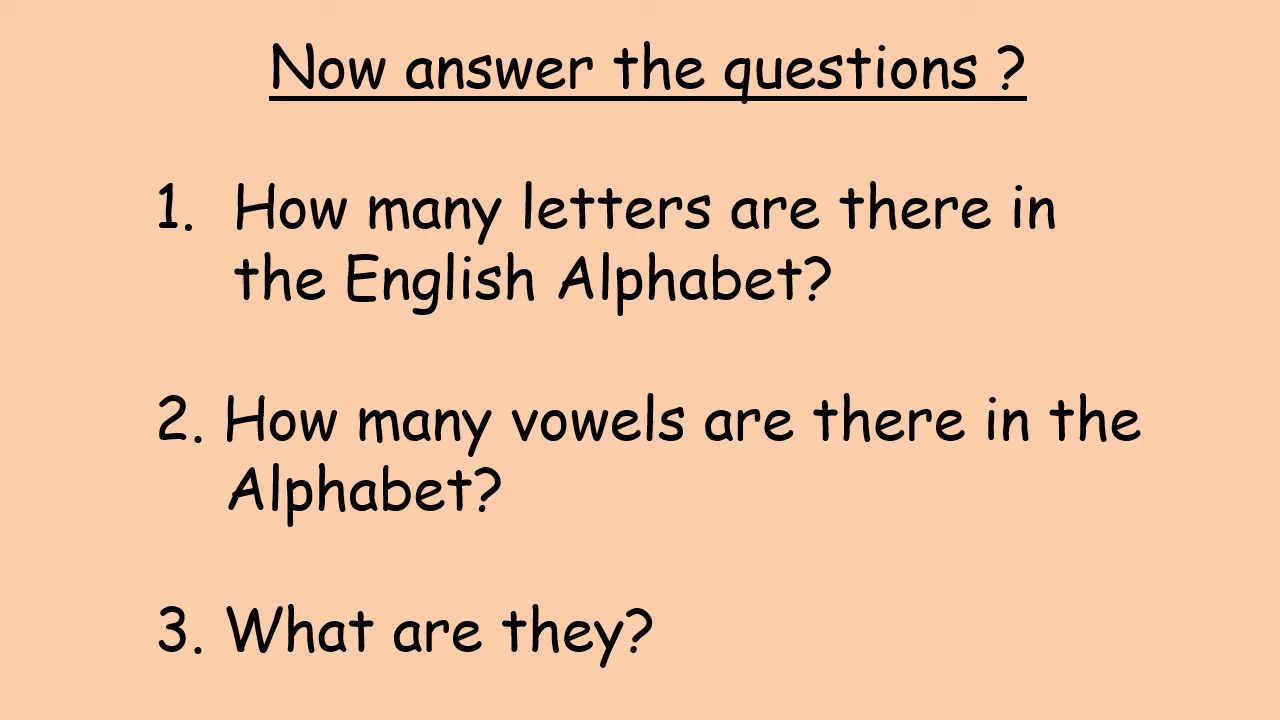 Now answer the questions ?
1. How many letters are there in
the English Alphabet?
2. How many vowels are there in the
Alphabet?
3. What are they?